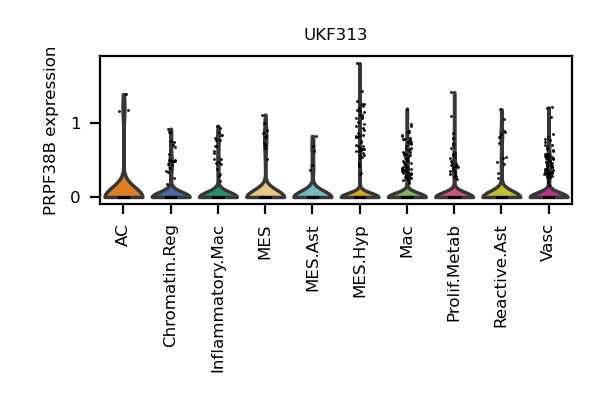 UKF313
PRPF38B expression
1
0
AC
Chromatin.Reg
Inflammatory.Mac
MES
MES.Ast
MES.Hyp
Mac
Prolif.Metab
Reactive.Ast
Vasc